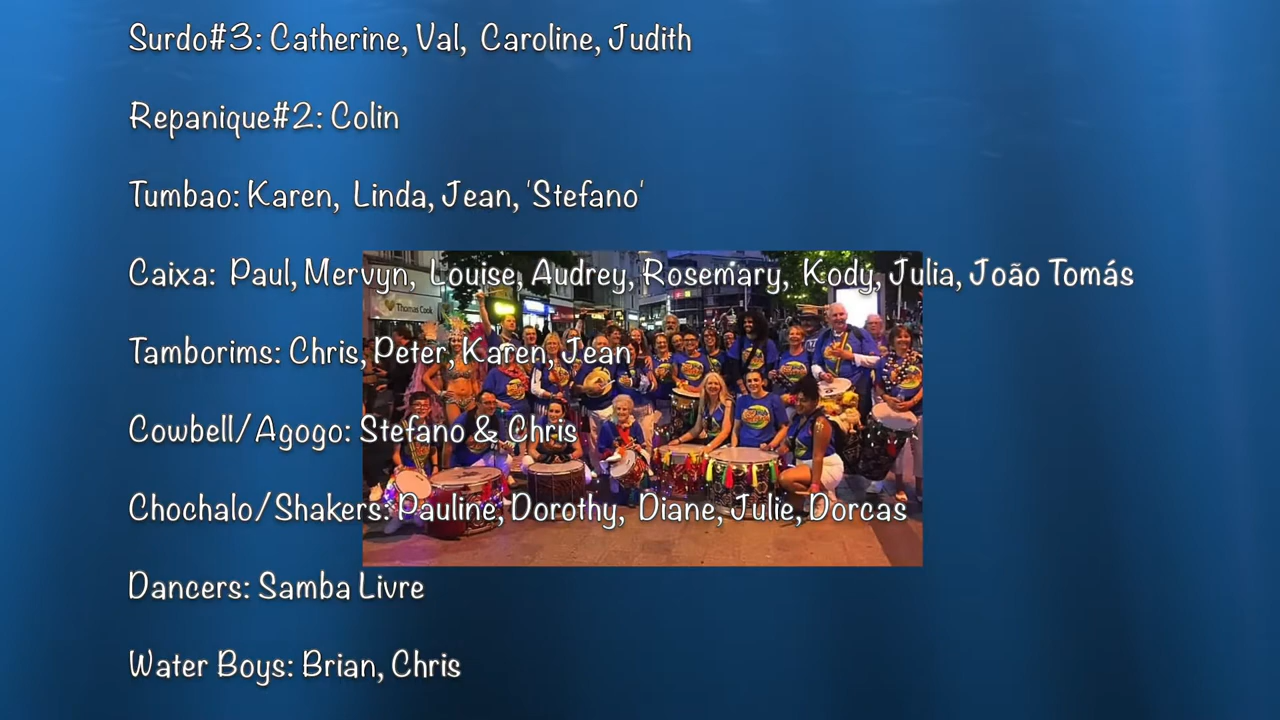 Surdo#3: Catherine, Val, Caroline, Judith
Repanique#2: Colin
Tumbao: Karen, Linda, Jean, 'Stefano'
Caixa: Paul, Mervyn, Louise, Audrey, Rosemary, Kody, Julia, João Tomás
Thomas Cook
Tamborims: Chris, Peter, Karen, Jean
Cowbell/Agogo: Stefano & Chris
Chochalo/Shakers: Pauline, Dorothy, Diane, Julie, Dorcas
Dancers: Samba Livre
Water Boys: Brian, Chris